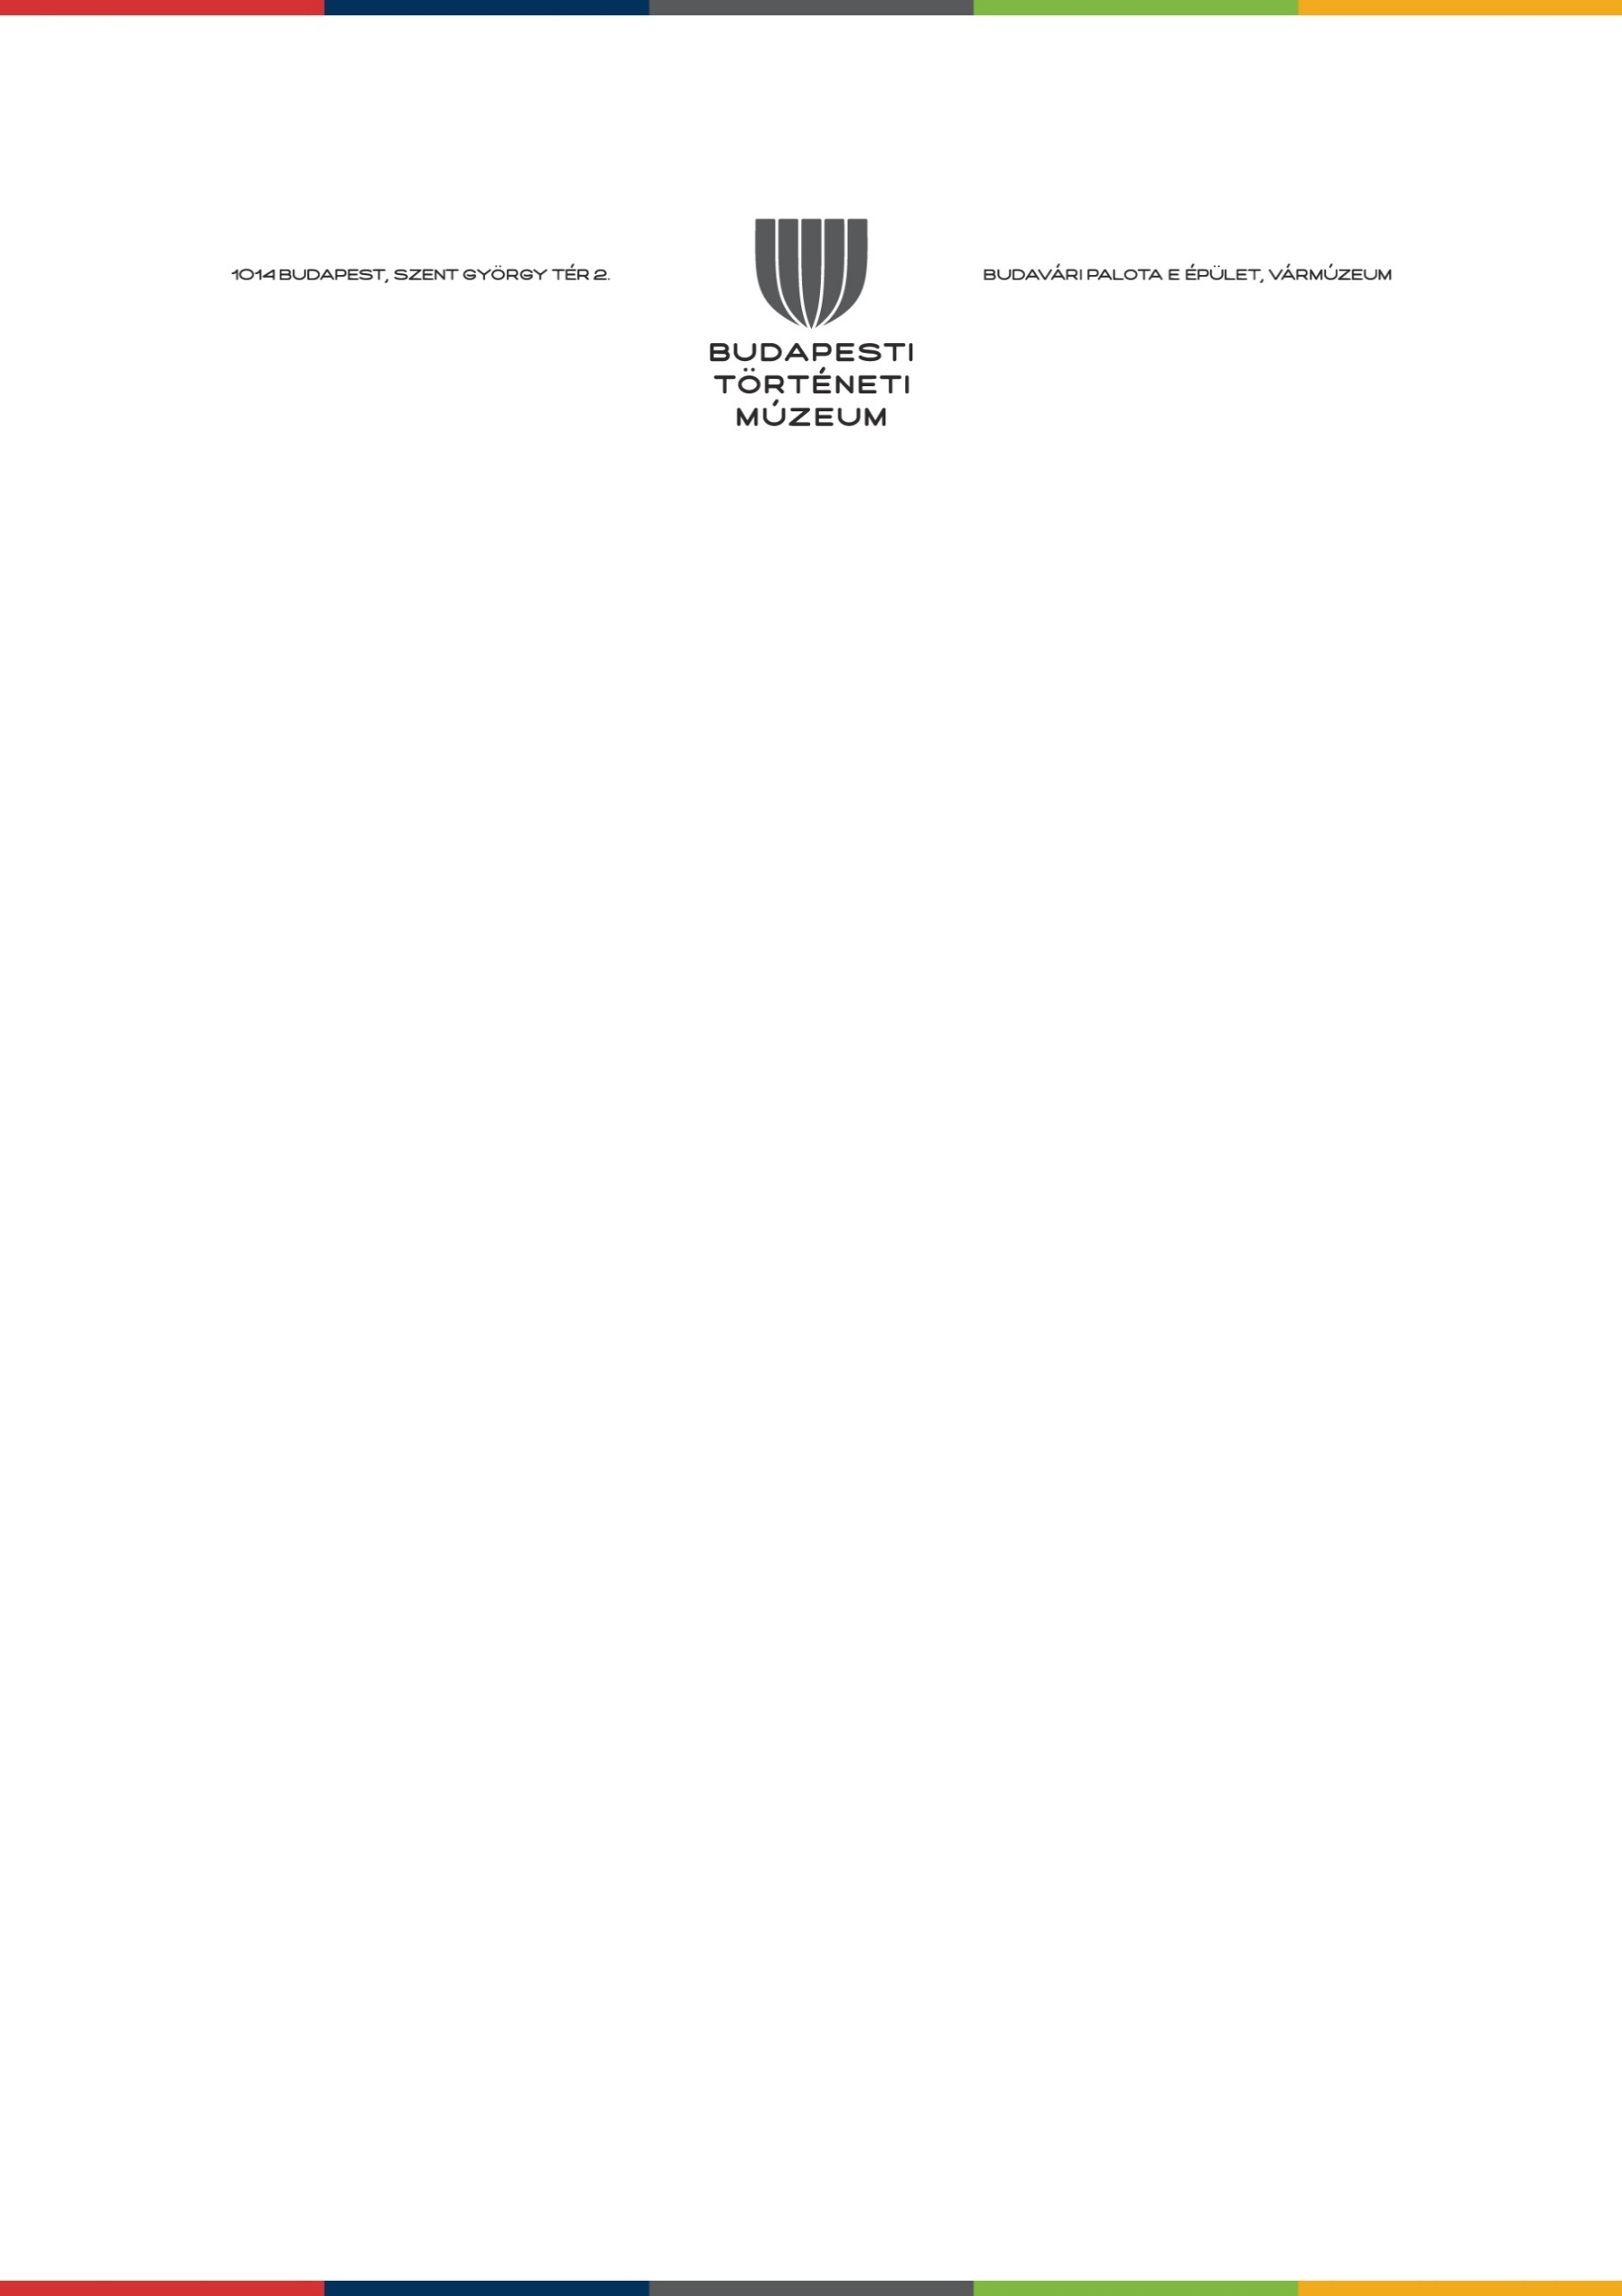 1014 BUDAPEST, SZENT GYÖRGY TÉR 2.
BUDAVÁRI PALOTA E ÉPÜLET, VÁRMÚZEUM
BUDAPESTI
TÖRTÉNETI
MÚZEUM